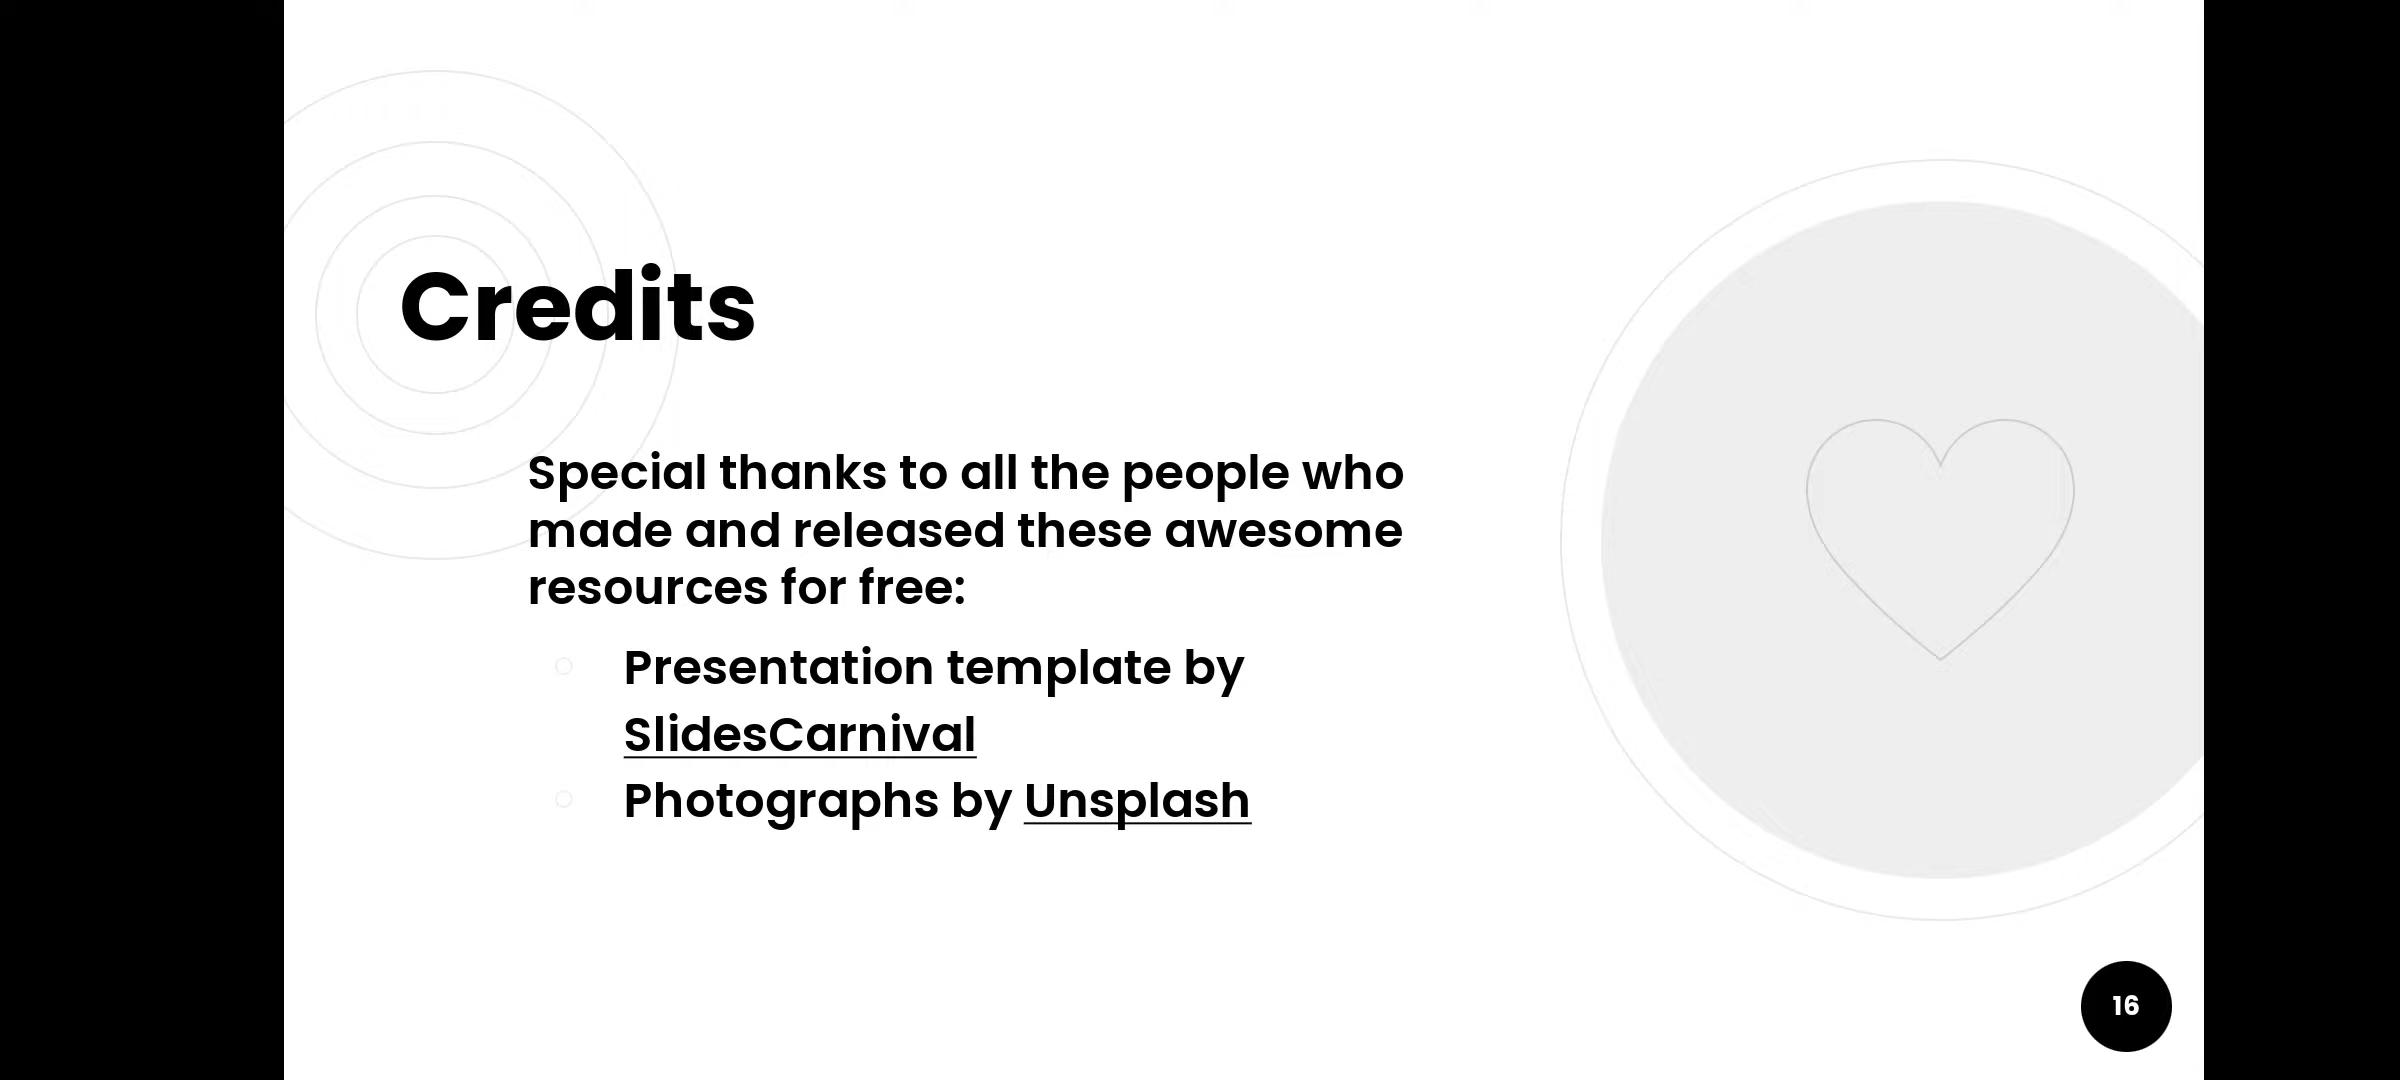 Credits
Special thanks to all the people who
made and released these awesome
resources for free:
Presentation template by
SlidesCarnival
Photographs by Unsplash
16